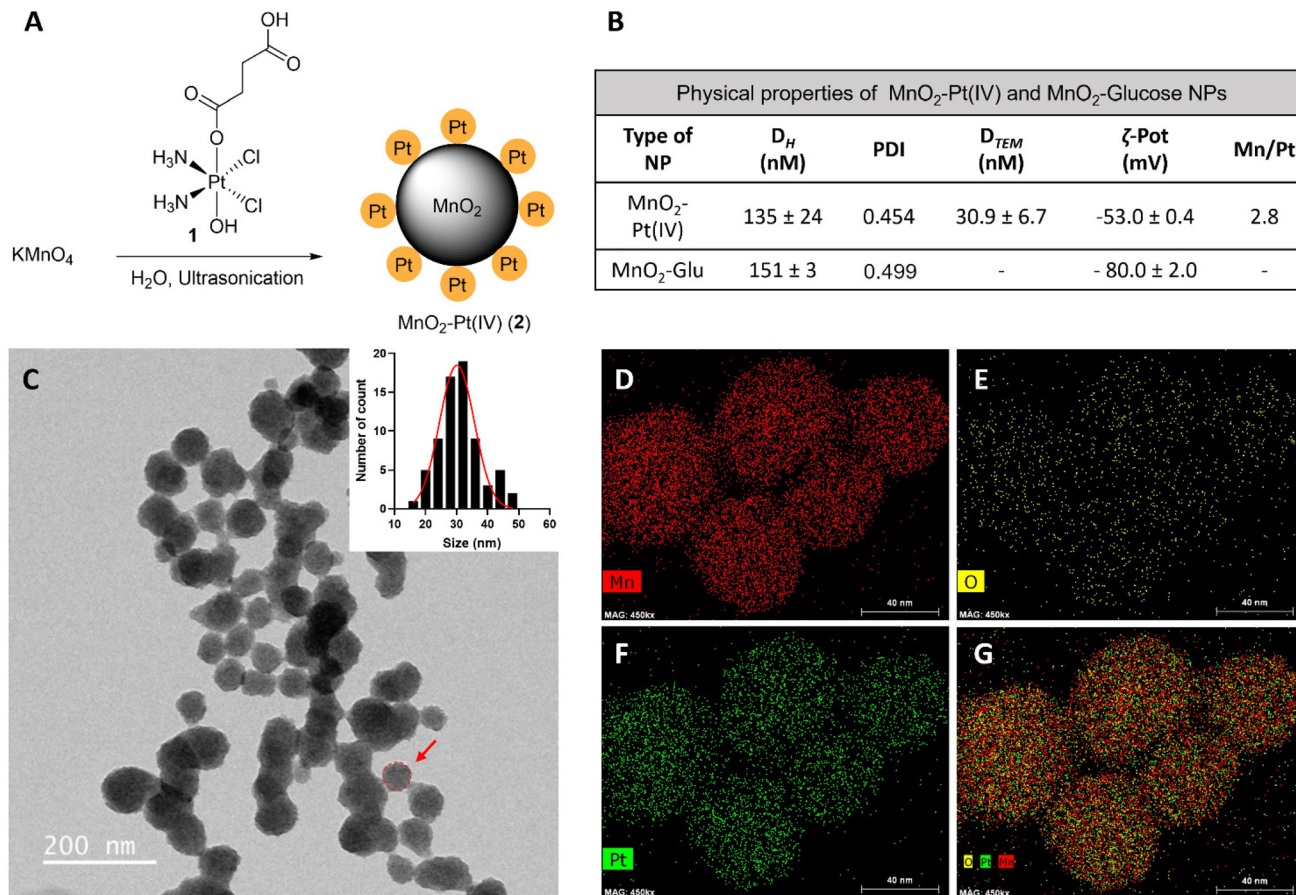 A
OH
O
O
O
H₃N
Cl
Pt
H₃N
Cl
OH
1
KMnO₄
H₂O, Ultrasonication
Pt
Pt
Pt
Pt
MnO₂
Pt
Pt
Pt
Pt
MnO₂-Pt(IV) (2)
B
Physical properties of MnO₂-Pt(IV) and MnO₂-Glucose NPs
Type of NP D_H (nM) PDI D_TEM (nM) ζ-Pot (mV) Mn/Pt
MnO₂-Pt(IV) 135 ± 24 0.454 30.9 ± 6.7 -53.0 ± 0.4 2.8
MnO₂-Glu 151 ± 3 0.499 - - 80.0 ± 2.0 -
C
200 nm
Number of count
20
15
10
5
0
10 20 30 40 50 60
Size (nm)
D
Mn
MAG: 450kx
40 nm
E
O
MAG: 450kx
40 nm
F
Pt
MAG: 450kx
40 nm
G
O Pt Mn
MAG: 450kx
40 nm